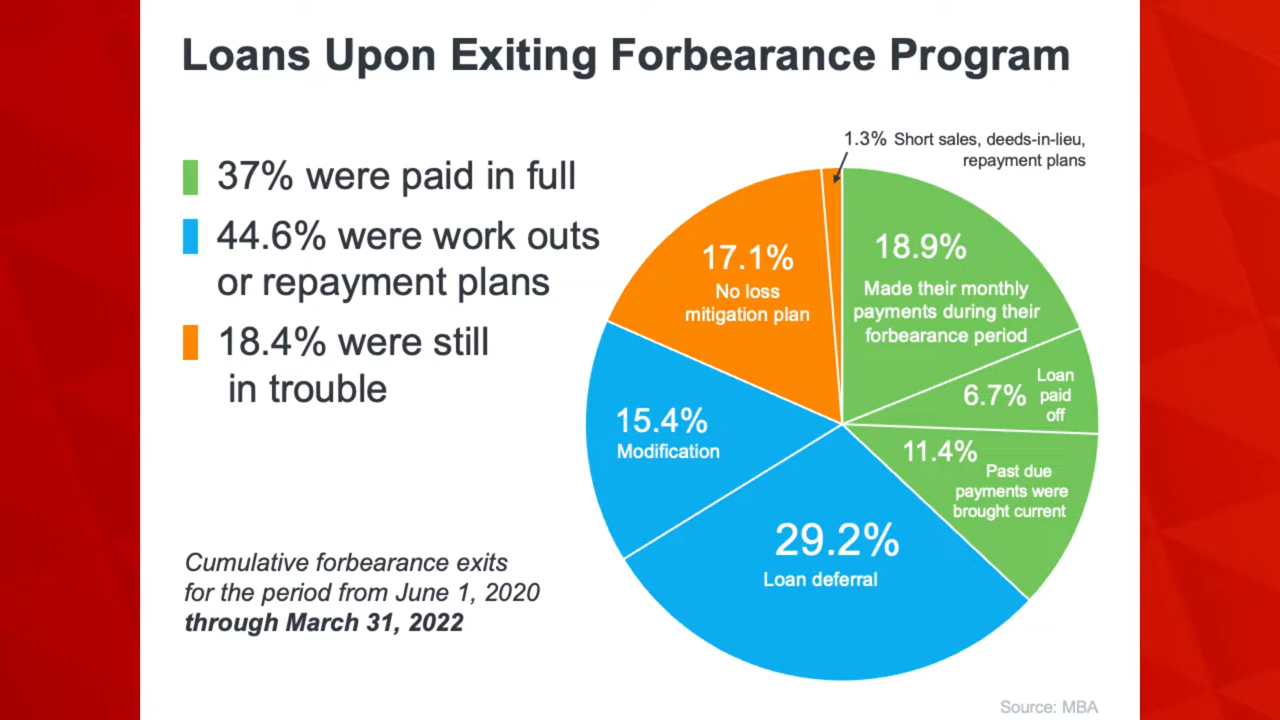 Loans Upon Exiting Forbearance Program
37% were paid in full
44.6% were work outs
or repayment plans
18.4% were still
in trouble
Cumulative forbearance exits
for the period from June 1, 2020
through March 31, 2022
1.3% Short sales, deeds-in-lieu,
repayment plans
18.9%
Made their monthly
payments during their
forbearance period
6.7%
Loan
paid
off
11.4%
Past due
payments were
brought current
29.2%
Loan deferral
15.4%
Modification
17.1%
No loss
mitigation plan
Source: MBA